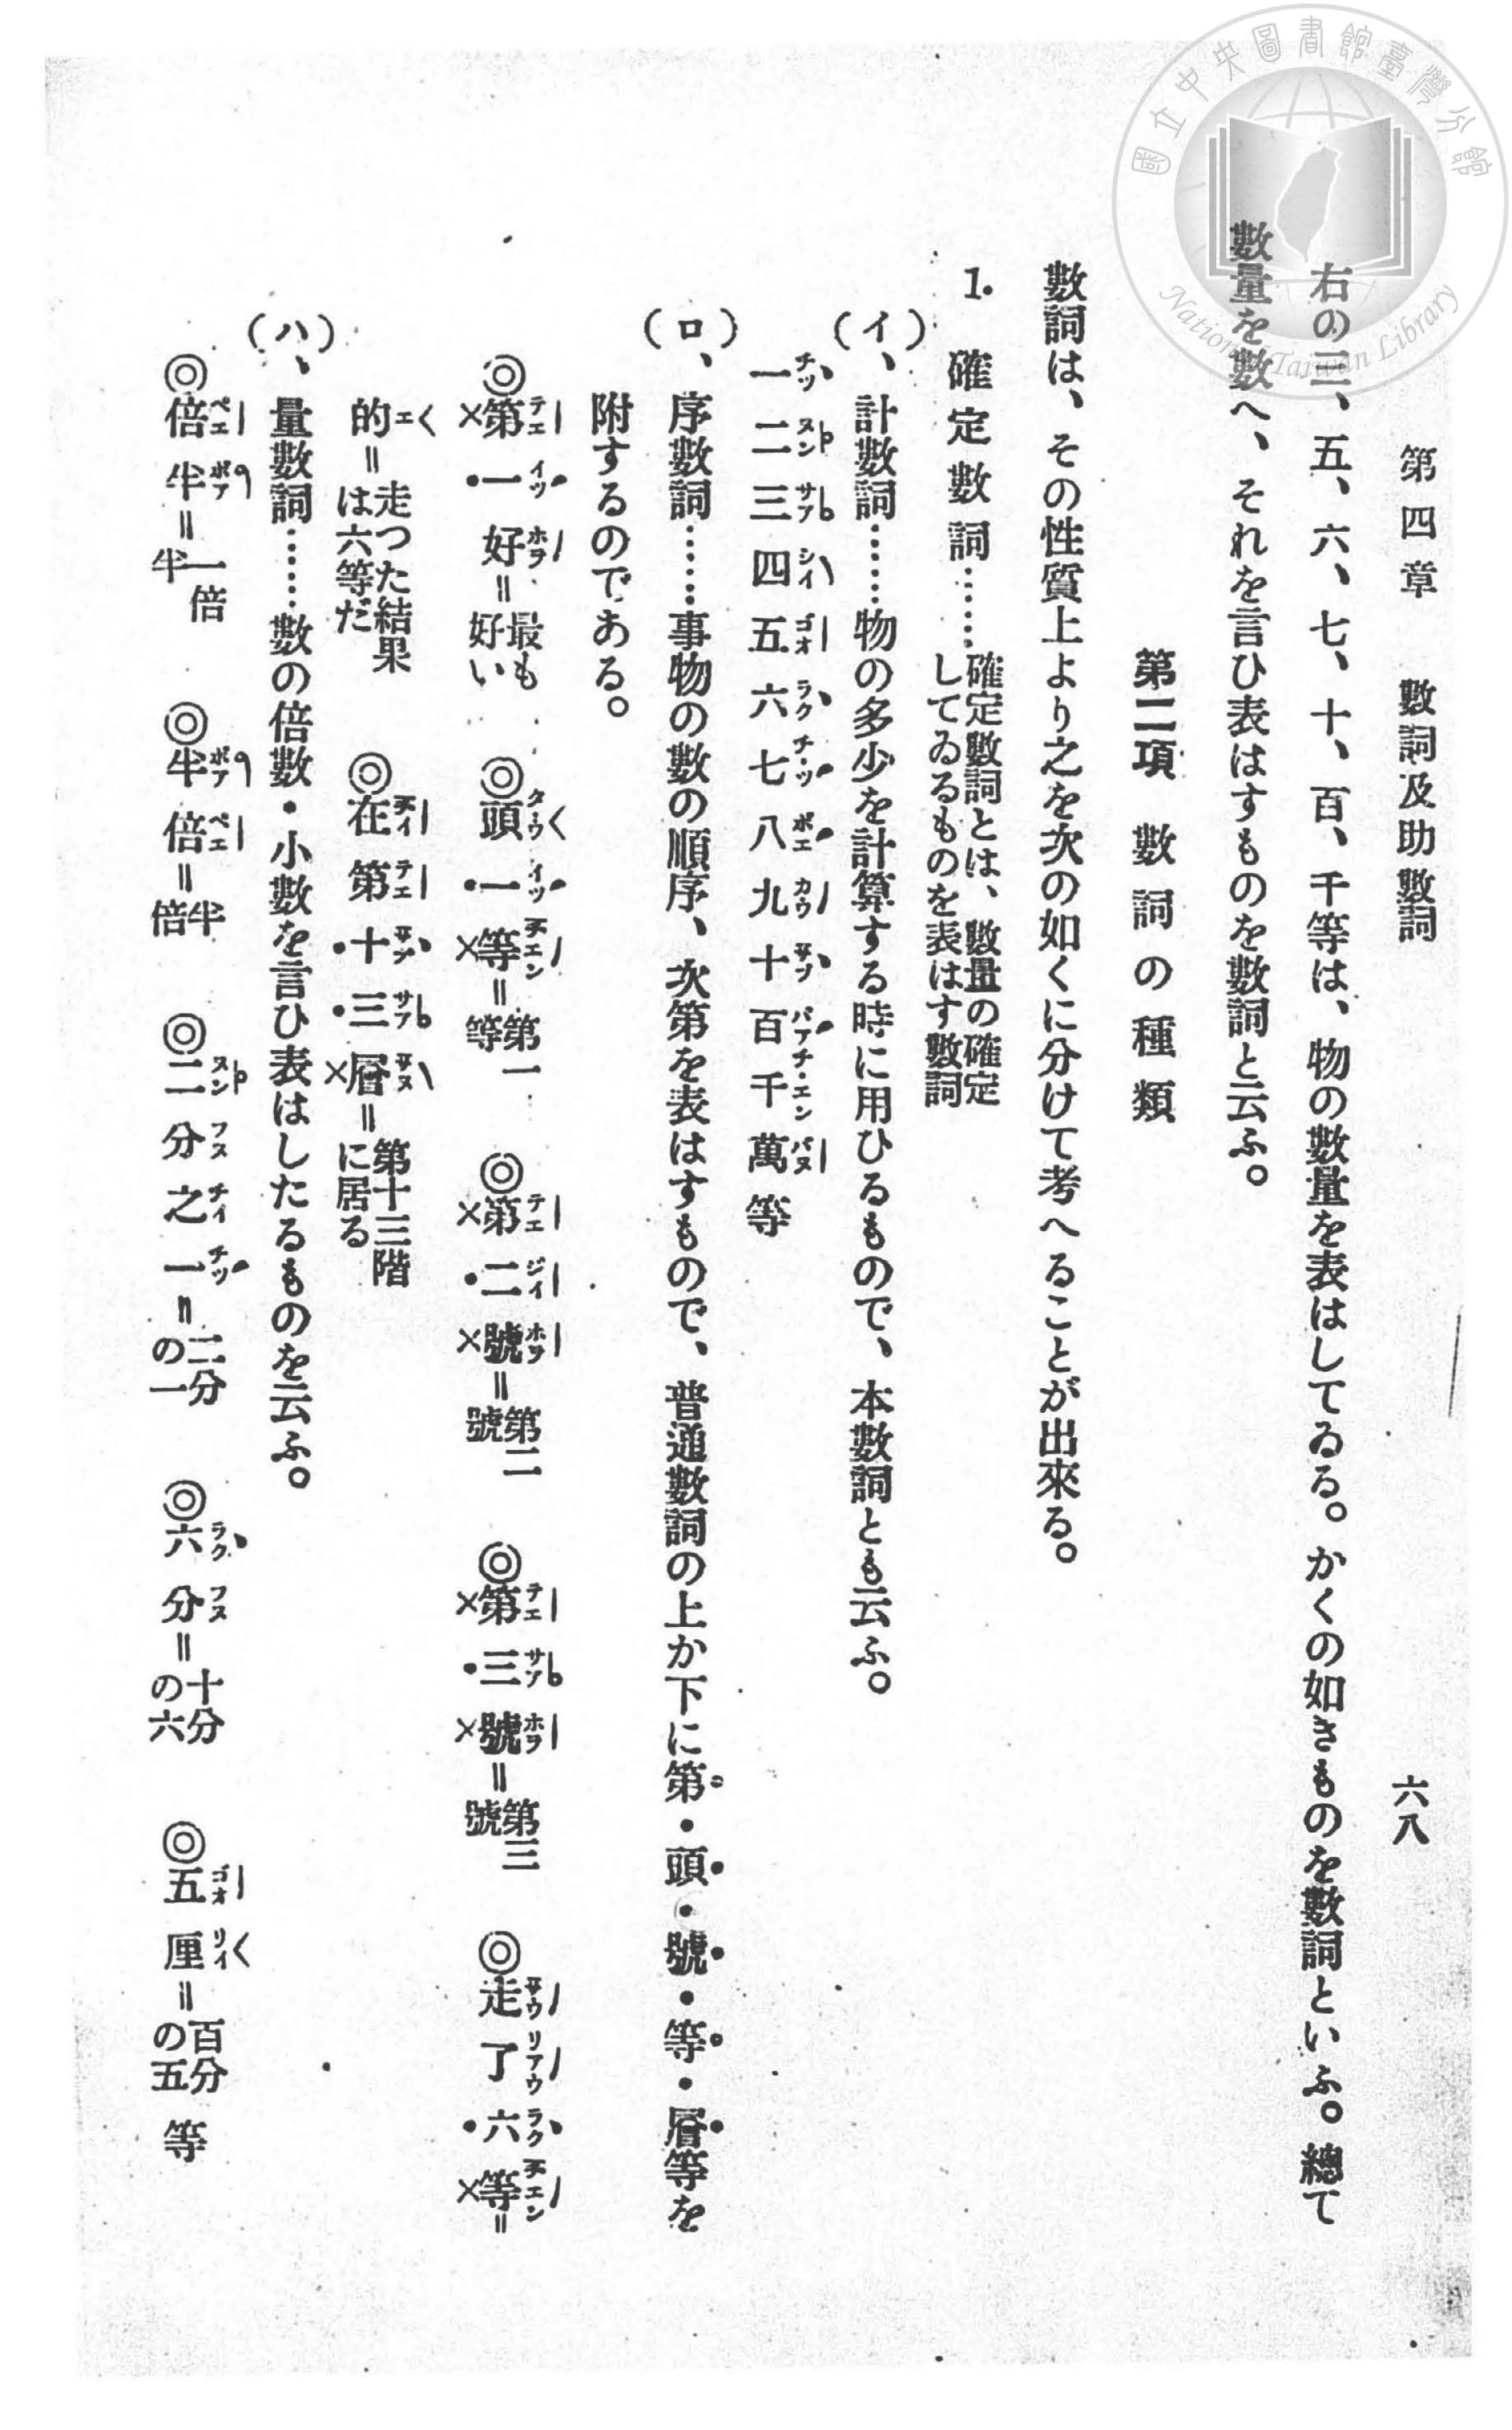 國立中央圖書館臺灣分館
National Taiwan Library
第四章　數詞及助數詞　六八
右の三、五、六、七、十、百、千等は、物の數量を表はしてゐる。かくの如きものを數詞といふ。總て
數量を數へ、それを言ひ表はすものを數詞と云ふ。
第二項　數詞の種類
數詞は、その性質上より之を次の如くに分けて考へることが出來る。
1.　確定數詞……確定數詞とは、數量の確定してゐるものを表はす數詞
（イ）、計數詞……物の多少を計算する時に用ひるもので、本數詞とも云ふ。
一二三四五六七八九十百千萬等
（ロ）、序數詞……事物の數の順序、次第を表はすもので、普通數詞の上か下に第・頭・號・等・層等を
附するのである。
◎第一好＝最も好い　◎頭一等＝第一等　◎第二號＝第二號　◎第三號＝第三號　◎走了六等＝
的＝走つた結果は六等だ　◎在第十三層＝第十三階に居る
（ハ）、量數詞……數の倍數・小數を言ひ表はしたるものを云ふ。
◎倍半＝一倍半　◎半倍＝半倍　◎二分之一＝二分の一　◎六分＝十分の六　◎五厘＝百分の五　等